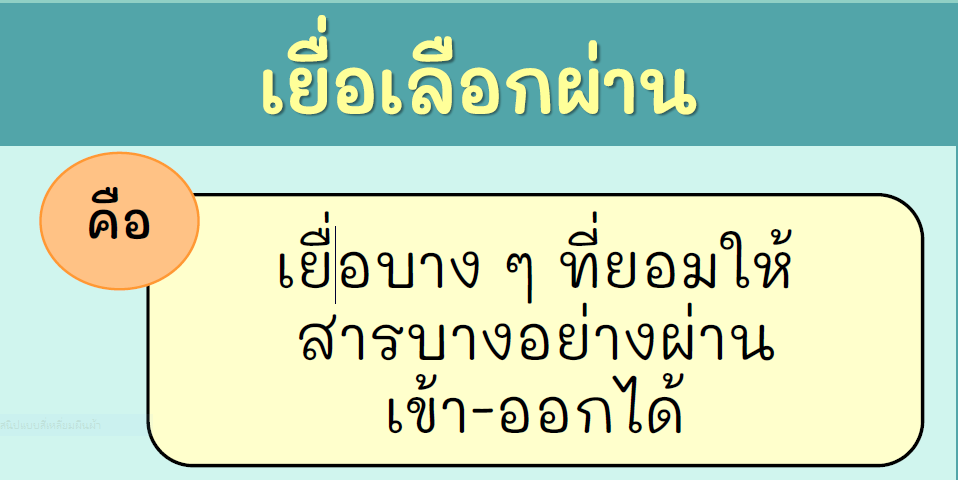 เยื่อเลือกผ่าน
คือ
เยื่อบาง ๆ ที่ยอมให้
สารบางอย่างผ่าน
เข้า-ออกได้